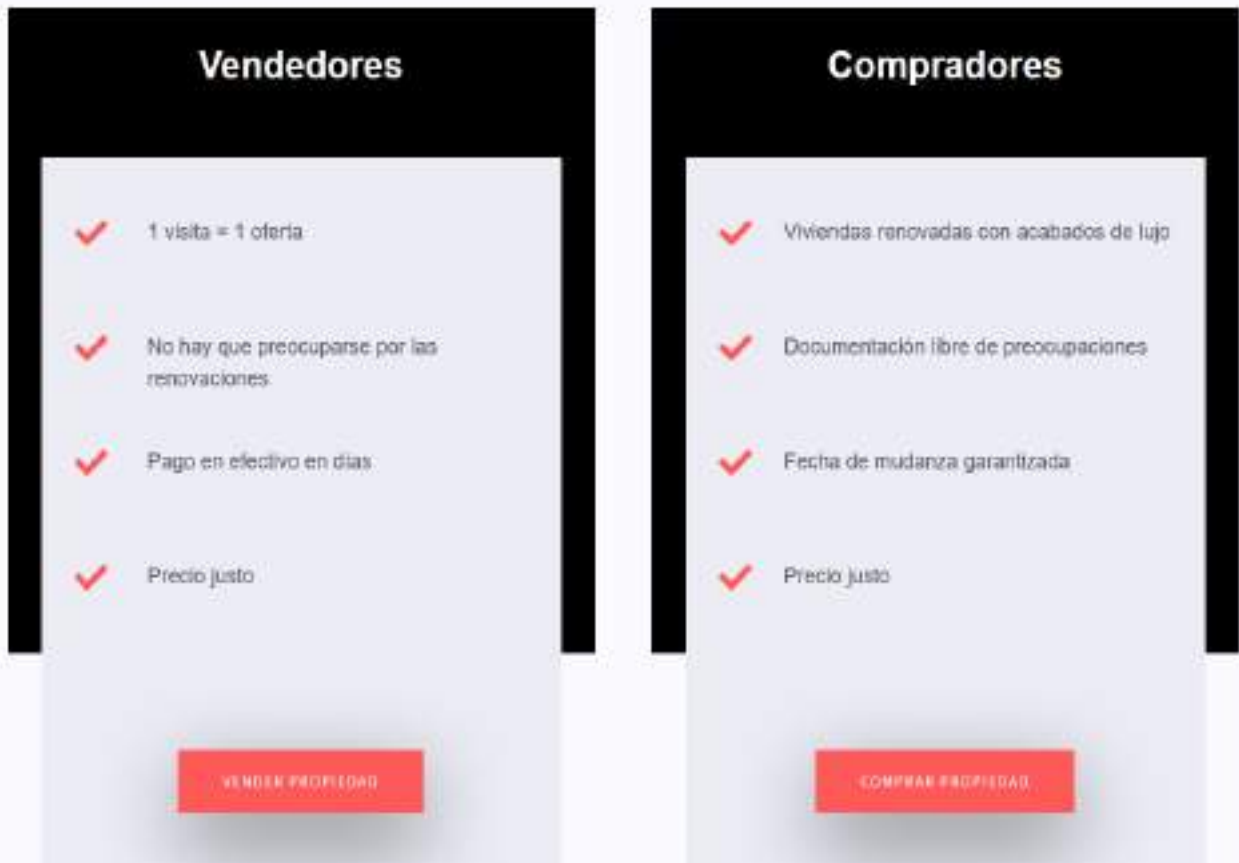 Vendedores
1 visita = 1 oferta
No hay que preocuparse por las
renovaciones
Pago en efectivo en días
Precio justo
VENDER PROPIEDAD
Compradores
Viviendas renovadas con acabados de lujo
Documentación libre de preocupaciones
Fecha de mudanza garantizada
Precio justo
COMPRAR PROPIEDAD